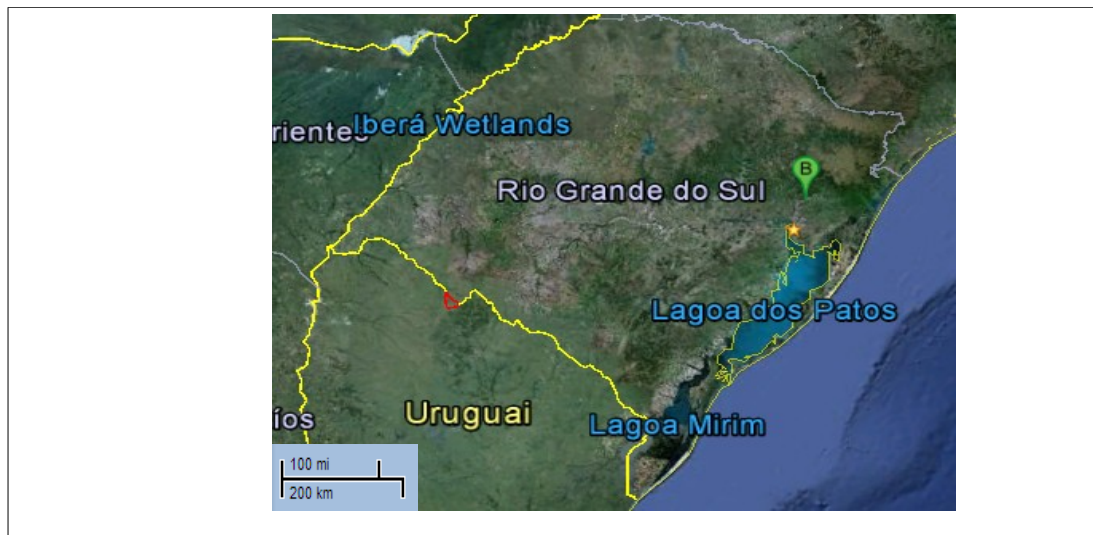 Iberá Wetlands
rientes
B
Rio Grande do Sul
Lagoa dos Patos
Uruguai
íos
Lagoa Mirim
100 mi
200 km